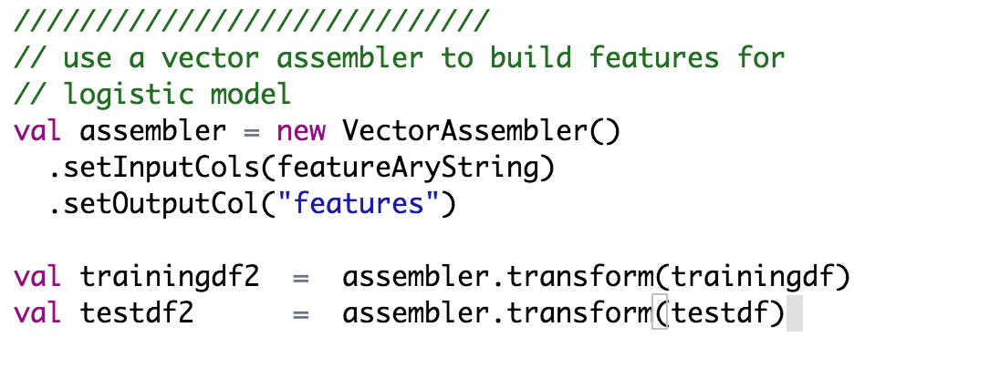 /////////////////////////////
// use a vector assembler to build features for
// logistic model
val assembler = new VectorAssembler()
  .setInputCols(featureAryString)
  .setOutputCol("features")

val trainingdf2  =  assembler.transform(trainingdf)
val testdf2      =  assembler.transform(testdf)